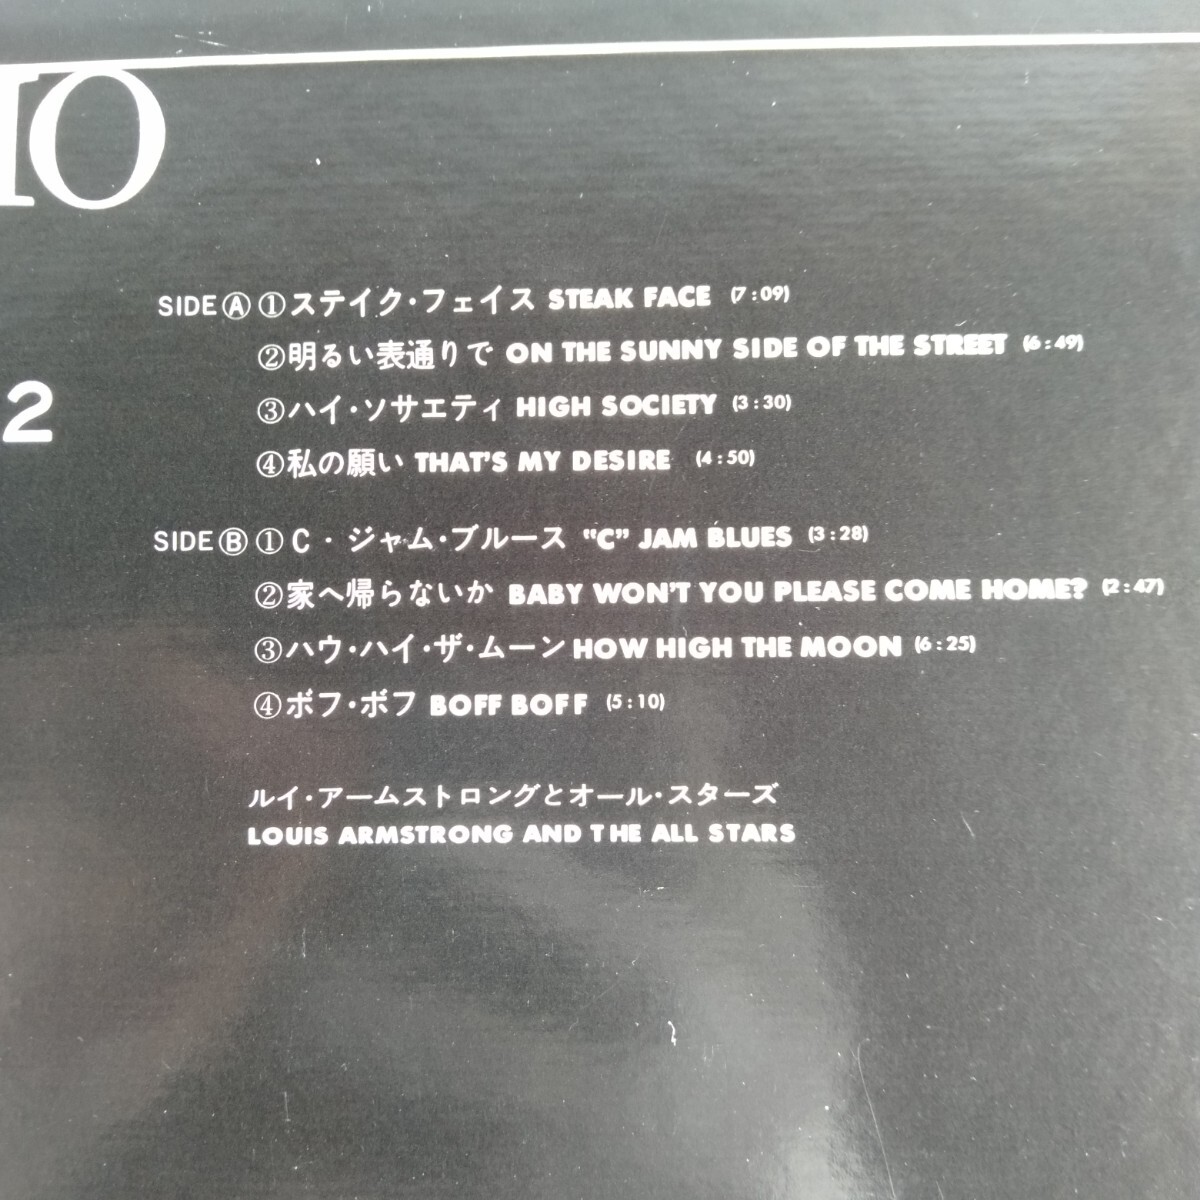 IO
2
SIDE Ⓐ ①ステイク・フェイス STEAK FACE (7:09)
②明るい表通りで ON THE SUNNY SIDE OF THE STREET (6:49)
③ハイ・ソサエティ HIGH SOCIETY (3:30)
④私の願い THAT'S MY DESIRE (4:50)
SIDE Ⓑ ①C・ジャム・ブルース "C" JAM BLUES (3:28)
②家へ帰らないか BABY WON'T YOU PLEASE COME HOME? (2:47)
③ハウ・ハイ・ザ・ムーン HOW HIGH THE MOON (6:25)
④ボフ・ボフ BOFF BOFF (5:10)
ルイ・アームストロングとオール・スターズ
LOUIS ARMSTRONG AND THE ALL STARS